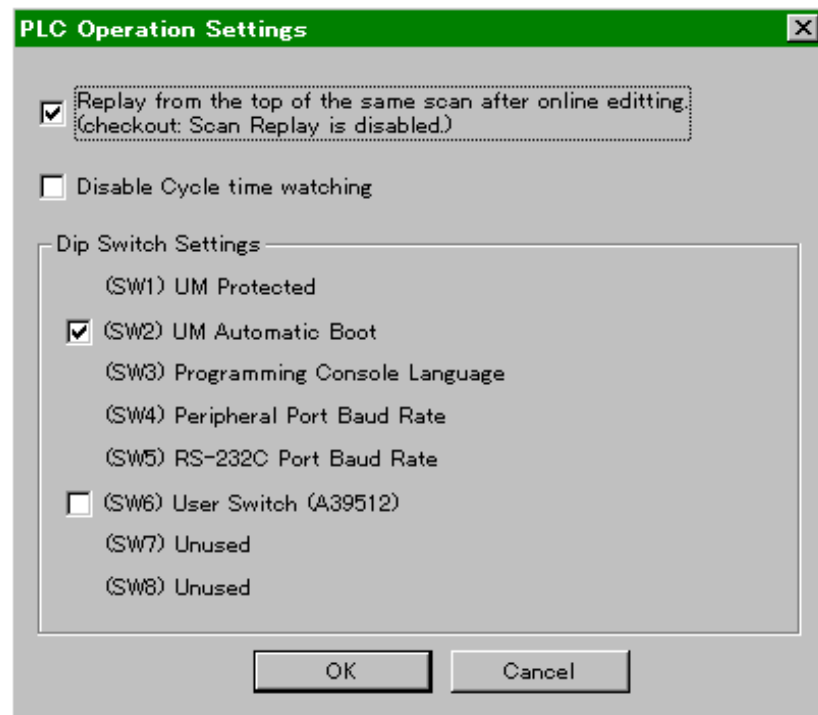 PLC Operation Settings
Replay from the top of the same scan after online editting.
(checkout: Scan Replay is disabled.)
Disable Cycle time watching
Dip Switch Settings
(SW1) UM Protected
(SW2) UM Automatic Boot
(SW3) Programming Console Language
(SW4) Peripheral Port Baud Rate
(SW5) RS-232C Port Baud Rate
(SW6) User Switch (A39512)
(SW7) Unused
(SW8) Unused
OK Cancel